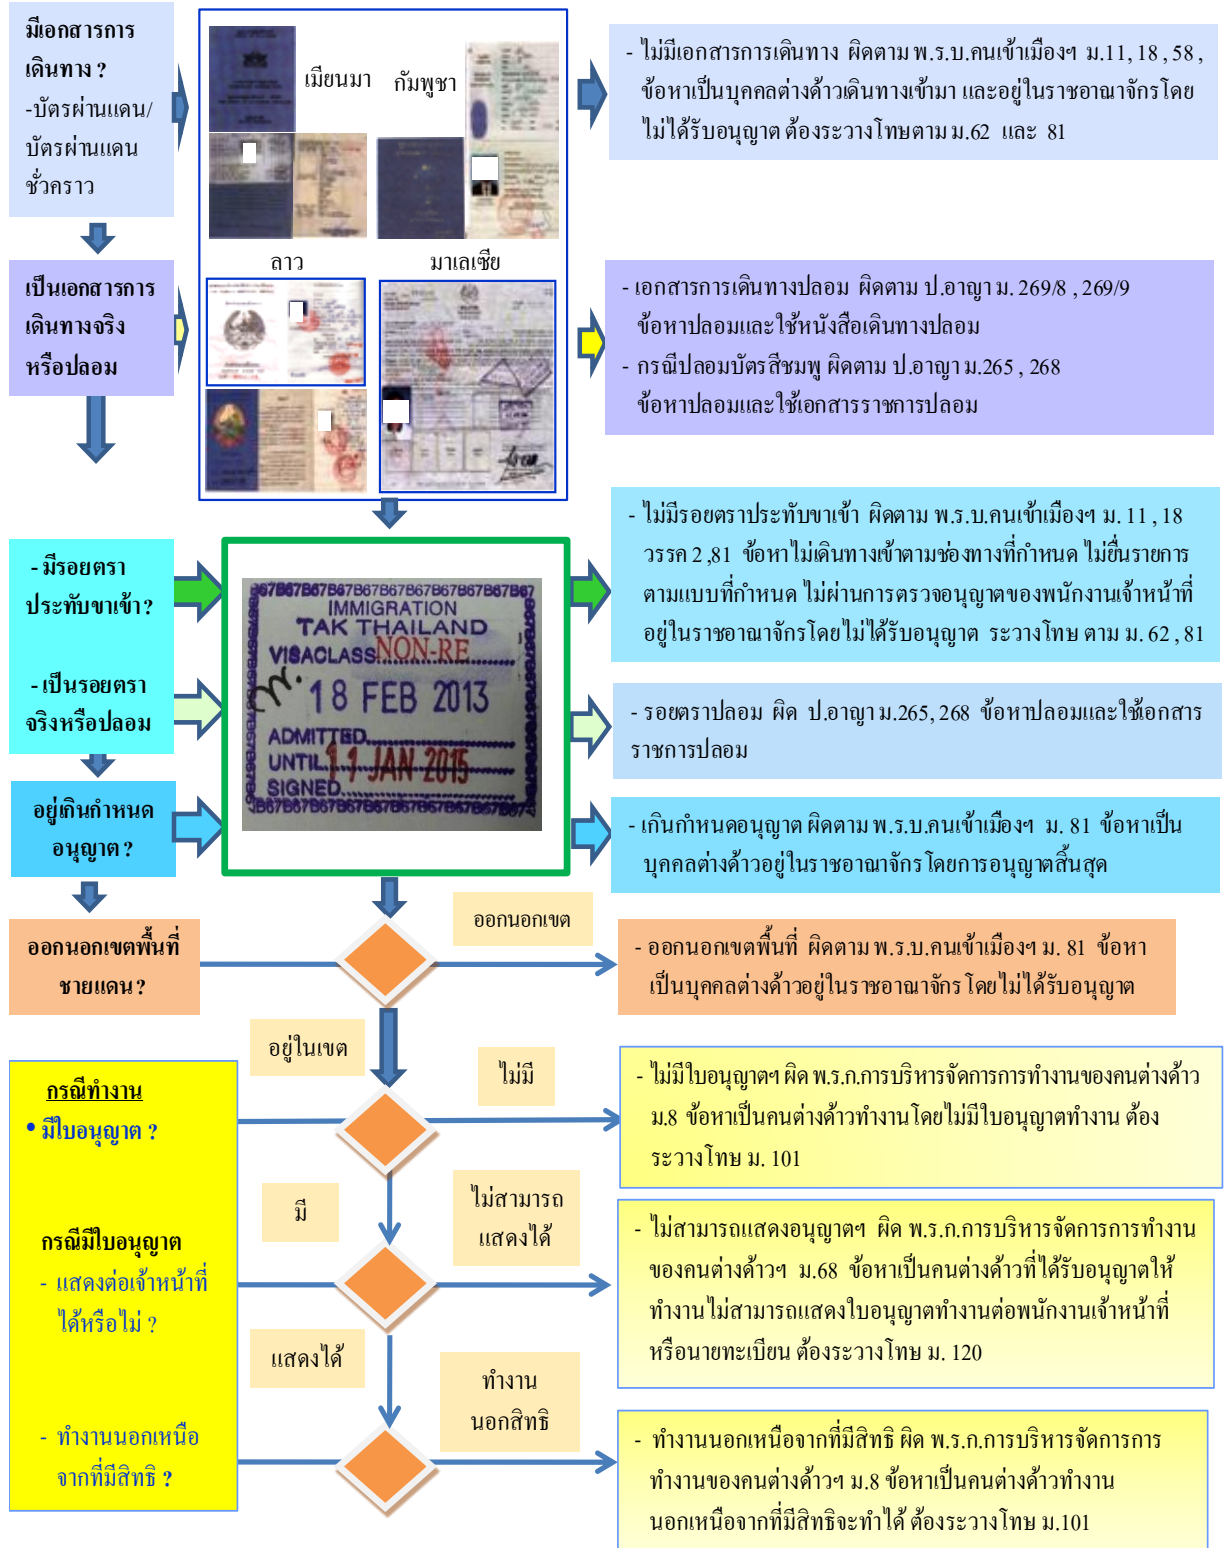 มีเอกสารการ
เดินทาง ?
-บัตรผ่านแดน/
บัตรผ่านแดน
ชั่วคราว
เมียนมา
กัมพูชา
- ไม่มีเอกสารการเดินทาง ผิดตาม พ.ร.บ.คนเข้าเมืองฯ ม.11, 18 , 58 ,
ข้อหาเป็นบุคคลต่างด้าวเดินทางเข้ามา และอยู่ในราชอาณาจักรโดย
ไม่ได้รับอนุญาต ต้องระวางโทษตาม ม.62 และ 81
เป็นเอกสารการ
เดินทางจริง
หรือปลอม
ลาว
มาเลเซีย
- เอกสารการเดินทางปลอม ผิดตาม ป.อาญา ม. 269/8 , 269/9
ข้อหาปลอมและใช้หนังสือเดินทางปลอม
- กรณีปลอมบัตรสีชมพู ผิดตาม ป.อาญา ม.265 , 268
ข้อหาปลอมและใช้เอกสารราชการปลอม
- มีรอยตรา
ประทับขาเข้า ?
- เป็นรอยตรา
จริงหรือปลอม
B67B67B67B67B67B67B67B67
IMMIGRATION
TAK THAILAND
VISACLASS NON-RE
18 FEB 2013
ADMITTED
UNTIL 11 JAN 2015
SIGNED
- ไม่มีรอยตราประทับขาเข้า ผิดตาม พ.ร.บ.คนเข้าเมืองฯ ม. 11 , 18
วรรค 2 ,81 ข้อหาไม่เดินทางเข้าตามช่องทางที่กำหนด ไม่ยื่นรายการ
ตามแบบที่กำหนด ไม่ผ่านการตรวจอนุญาตของพนักงานเจ้าหน้าที่
อยู่ในราชอาณาจักรโดยไม่ได้รับอนุญาต ระวางโทษ ตาม ม. 62 , 81
- รอยตราปลอม ผิด ป.อาญา ม.265, 268 ข้อหาปลอมและใช้เอกสาร
ราชการปลอม
อยู่เกินกำหนด
อนุญาต ?
- เกินกำหนดอนุญาต ผิดตาม พ.ร.บ.คนเข้าเมืองฯ ม. 81 ข้อหาเป็น
บุคคลต่างด้าวอยู่ในราชอาณาจักร โดยการอนุญาตสิ้นสุด
ออกนอกเขตพื้นที่
ชายแดน ?
ออกนอกเขต
- ออกนอกเขตพื้นที่ ผิดตาม พ.ร.บ.คนเข้าเมืองฯ ม. 81 ข้อหา
เป็นบุคคลต่างด้าวอยู่ในราชอาณาจักร โดยไม่ได้รับอนุญาต
อยู่ในเขต
กรณีทำงาน
• มีใบอนุญาต ?
ไม่มี
- ไม่มีใบอนุญาตฯ ผิด พ.ร.ก.การบริหารจัดการการทำงานของคนต่างด้าว
ม.8 ข้อหาเป็นคนต่างด้าวทำงานโดยไม่มีใบอนุญาตทำงาน ต้อง
ระวางโทษ ม. 101
มี
กรณีมีใบอนุญาต
- แสดงต่อเจ้าหน้าที่
ได้หรือไม่ ?
ไม่สามารถ
แสดงได้
- ไม่สามารถแสดงอนุญาตฯ ผิด พ.ร.ก.การบริหารจัดการการทำงาน
ของคนต่างด้าวฯ ม.68 ข้อหาเป็นคนต่างด้าวที่ได้รับอนุญาตให้
ทำงานไม่สามารถแสดงใบอนุญาตทำงานต่อพนักงานเจ้าหน้าที่
หรือนายทะเบียน ต้องระวางโทษ ม. 120
แสดงได้
- ทำงานนอกเหนือ
จากที่มีสิทธิ ?
ทำงาน
นอกสิทธิ
- ทำงานนอกเหนือจากที่มีสิทธิ ผิด พ.ร.ก.การบริหารจัดการการ
ทำงานของคนต่างด้าวฯ ม.8 ข้อหาเป็นคนต่างด้าวทำงาน
นอกเหนือจากที่มีสิทธิจะทำได้ ต้องระวางโทษ ม.101